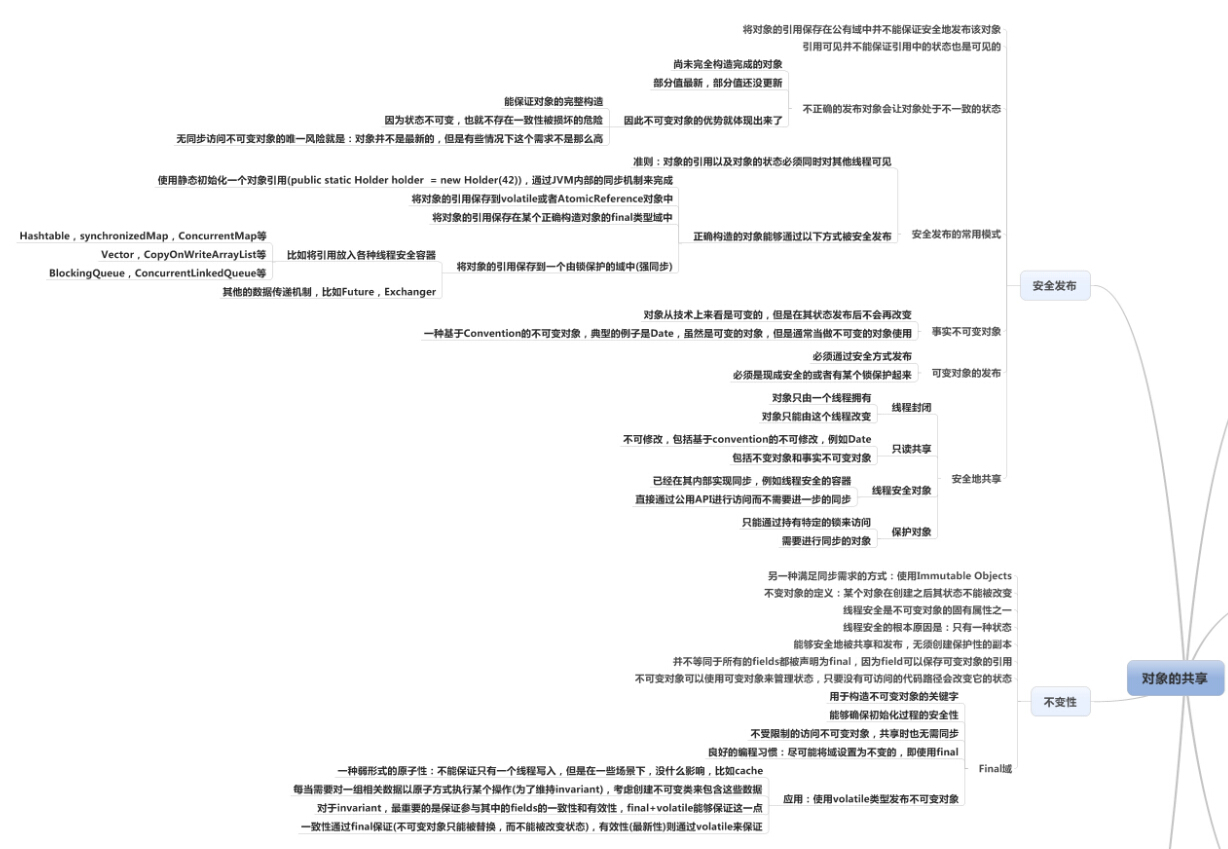 将对象的引用保存在公有域中并不能保证安全地发布该对象
引用可见并不能保证引用中的状态也是可见的
尚未完全构造完成的对象
部分值最新，部分值还没更新
不正确的发布对象会让对象处于不一致的状态
能保证对象的完整构造
因为状态不可变，也就不存在一致性被损坏的危险
因此不可变对象的优势就体现出来了
无同步访问不可变对象的唯一风险就是：对象并不是最新的，但是有些情况下这个需求不是那么高
准则：对象的引用以及对象的状态必须同时对其他线程可见
使用静态初始化一个对象引用(public static Holder holder = new Holder(42))，通过JVM内部的同步机制来完成
将对象的引用保存到volatile或者AtomicReference对象中
将对象的引用保存在某个正确构造对象的final类型域中
正确构造的对象能够通过以下方式被安全发布
安全发布的常用模式
Hashtable，synchronizedMap，ConcurrentMap等
Vector，CopyOnWriteArrayList等
比如将引用放入各种线程安全容器
BlockingQueue，ConcurrentLinkedQueue等
将对象的引用保存到一个由锁保护的域中(强同步)
其他的数据传递机制，比如Future，Exchanger
安全发布
对象从技术上来看是可变的，但是在其状态发布后不会再改变
一种基于Convention的不可变对象，典型的例子是Date，虽然是可变的对象，但是通常当做不可变的对象使用
事实不可变对象
必须通过安全方式发布
必须是现成安全的或者有某个锁保护起来
可变对象的发布
对象只由一个线程拥有
对象只能由这个线程改变
线程封闭
不可修改，包括基于convention的不可修改，例如Date
包括不变对象和事实不可变对象
只读共享
已经在其内部实现同步，例如线程安全的容器
直接通过公用API进行访问而不需要进一步的同步
线程安全对象
安全地共享
只能通过持有特定的锁来访问
需要进行同步的对象
保护对象
另一种满足同步需求的方式：使用Immutable Objects
不变对象的定义：某个对象在创建之后其状态不能被改变
线程安全是不可变对象的固有属性之一
线程安全的根本原因是：只有一种状态
能够安全地被共享和发布，无须创建保护性的副本
并不等同于所有的fields都被声明为final，因为field可以保存可变对象的引用
不可变对象可以使用可变对象来管理状态，只要没有可访问的代码路径会改变它的状态
对象的共享
不变性
用于构造不可变对象的关键字
能够确保初始化过程的安全性
不受限制的访问不可变对象，共享时也无需同步
良好的编程习惯：尽可能将域设置为不变的，即使用final
Final域
一种弱形式的原子性：不能保证只有一个线程写入，但是在一些场景下，没什么影响，比如cache
每当需要对一组相关数据以原子方式执行某个操作(为了维持invariant)，考虑创建不可变类来包含这些数据
应用：使用volatile类型发布不可变对象
对于invariant，最重要的是保证参与其中的fields的一致性和有效性，final+volatile能够保证这一点
一致性通过final保证(不可变对象只能被替换，而不能被改变状态)，有效性(最新性)则通过volatile来保证